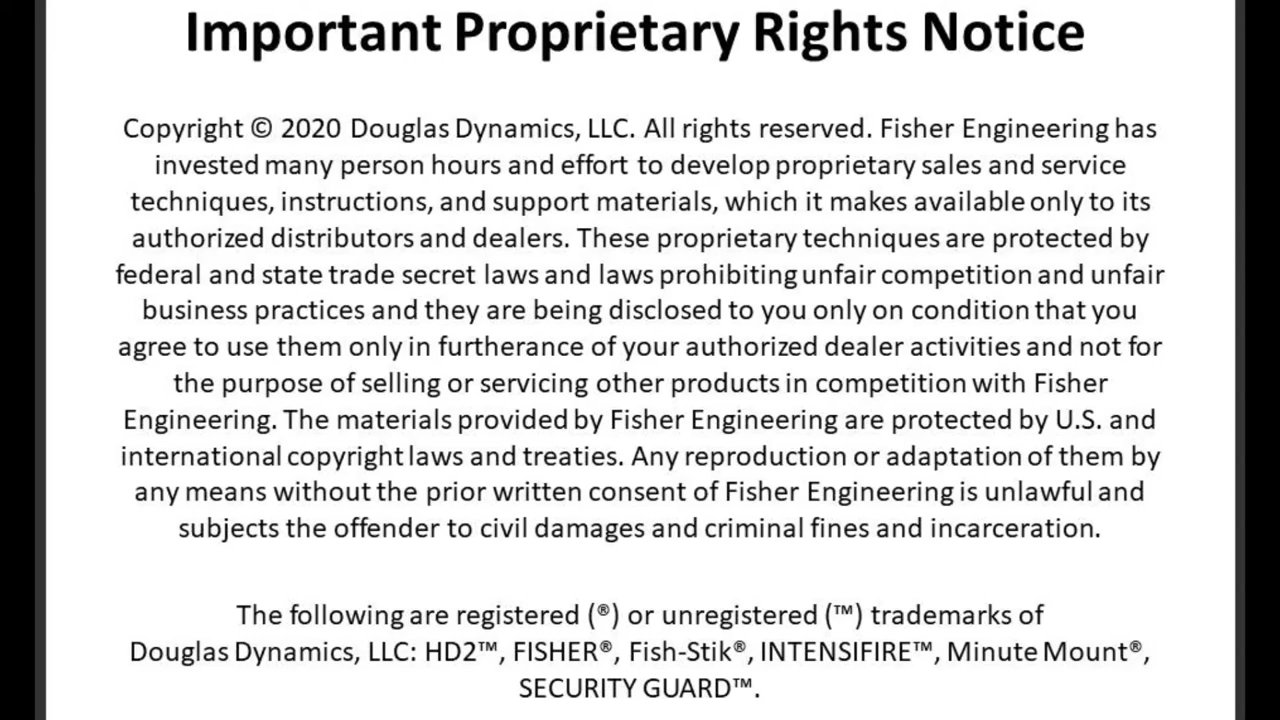 Important Proprietary Rights Notice
Copyright © 2020 Douglas Dynamics, LLC. All rights reserved. Fisher Engineering has
invested many person hours and effort to develop proprietary sales and service
techniques, instructions, and support materials, which it makes available only to its
authorized distributors and dealers. These proprietary techniques are protected by
federal and state trade secret laws and laws prohibiting unfair competition and unfair
business practices and they are being disclosed to you only on condition that you
agree to use them only in furtherance of your authorized dealer activities and not for
the purpose of selling or servicing other products in competition with Fisher
Engineering. The materials provided by Fisher Engineering are protected by U.S. and
international copyright laws and treaties. Any reproduction or adaptation of them by
any means without the prior written consent of Fisher Engineering is unlawful and
subjects the offender to civil damages and criminal fines and incarceration.
The following are registered (®) or unregistered (™) trademarks of
Douglas Dynamics, LLC: HD2™, FISHER®, Fish-Stik®, INTENSIFIRE™, Minute Mount®,
SECURITY GUARD™.